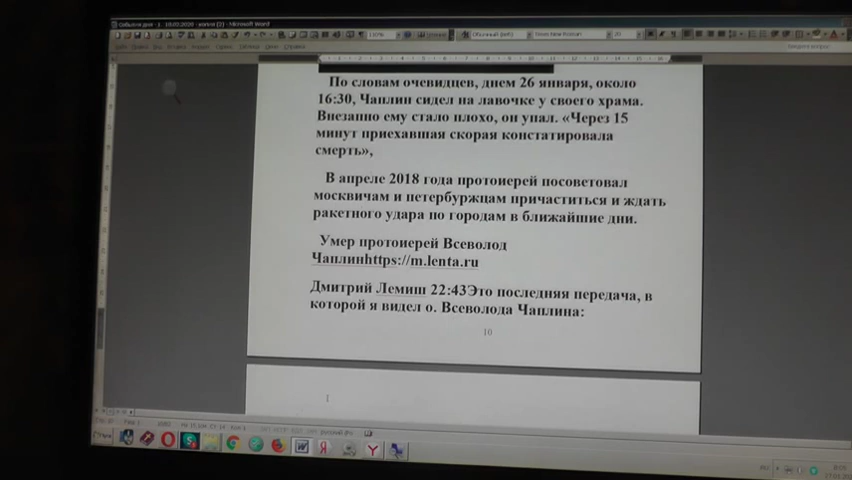 По словам очевидцев, днем 26 января, около
16:30, Чаплин сидел на лавочке у своего храма.
Внезапно ему стало плохо, он упал. «Через 15
минут приехавшая скорая констатировала
смерть»,
В апреле 2018 года протоиерей посоветовал
москвичам и петербуржцам причаститься и ждать
ракетного удара по городам в ближайшие дни.
Умер протоиерей Всеволод
Чаплинhttps://m.lenta.ru
Дмитрий Лемиш 22:43Это последняя передача, в
которой я видел о. Всеволода Чаплина:
10